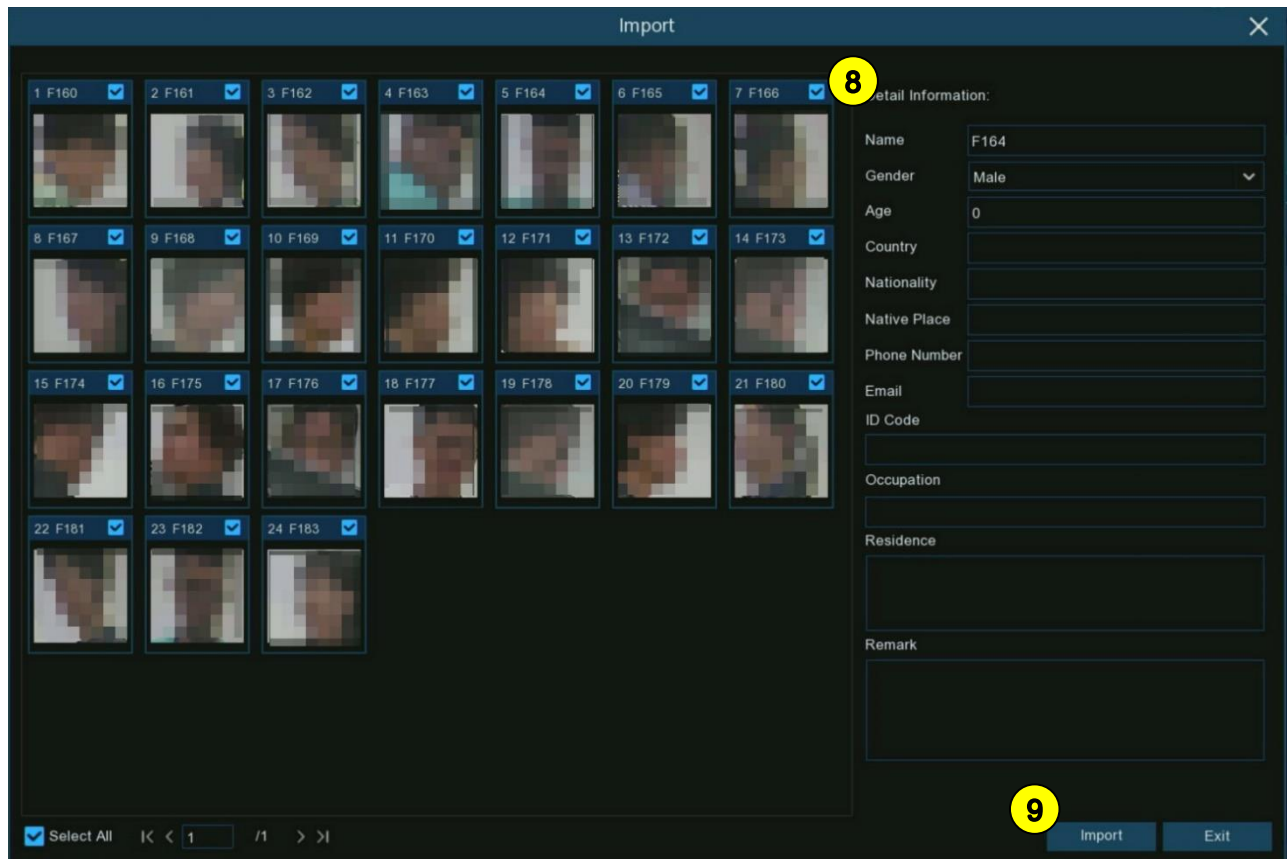 Import
8
1 F160 2 F161 3 F162 4 F163 5 F164 6 F165 7 F166
8 F167 9 F168 10 F169 11 F170 12 F171 13 F172 14 F173
15 F174 16 F175 17 F176 18 F177 19 F178 20 F179 21 F180
22 F181 23 F182 24 F183
Detail Information:
Name F164
Gender Male
Age 0
Country
Nationality
Native Place
Phone Number
Email
ID Code
Occupation
Residence
Remark
9
Select All |< < 1 /1 > >|
Import Exit